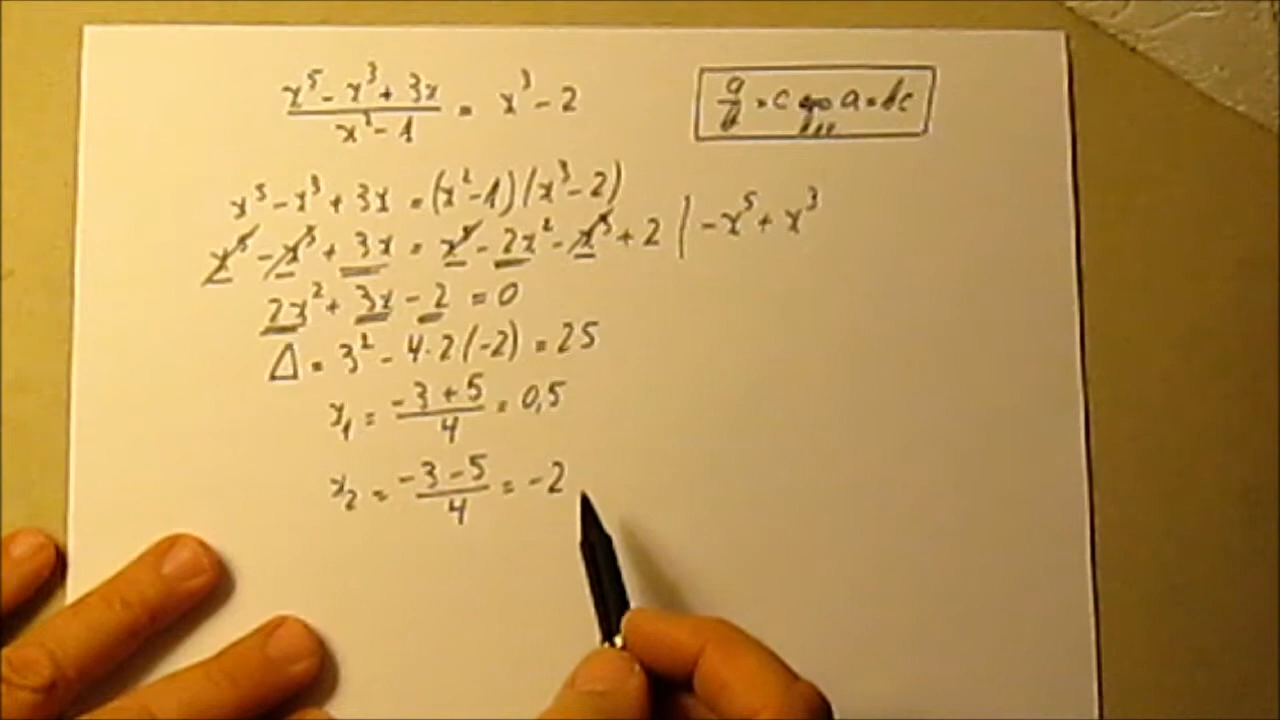 x⁵ - x³ + 3x / x² - 1 = x³ - 2
a/b = c a = bc
x⁵ - x³ + 3x = (x² - 1)(x³ - 2)
x⁵ - x³ + 3x = x⁵ - 2x² - x³ + 2 | - x⁵ + x³
2x² + 3x - 2 = 0
Δ = 3² - 4·2(-2) = 25
x₁ = -3 + 5 / 4 = 0,5
x₂ = -3 - 5 / 4 = -2